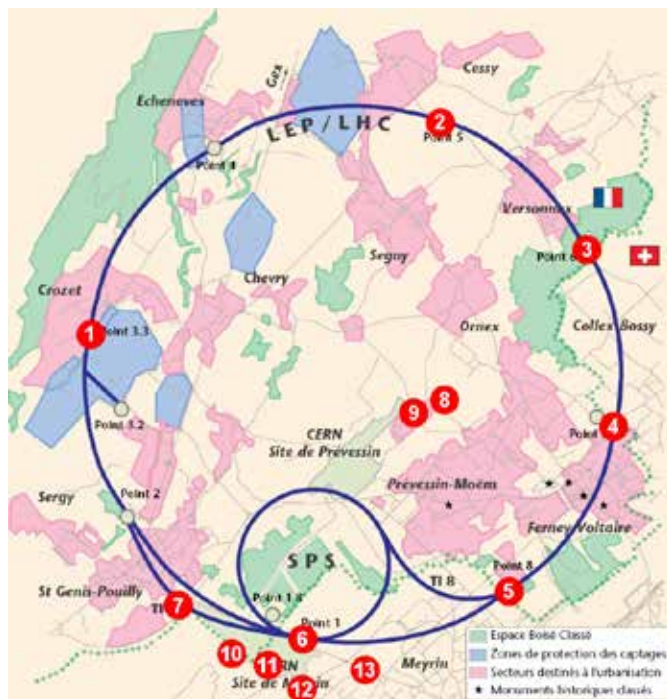 Cessy
Gex
Echenevex
LEP/LHC
2
Point 5
Point 4
Versonnex
3
Point 6
Segny
Chevry
Crozet
Collex Bossy
Ornex
1
Point 3.3
8
9
Point 3.2
4
Point
CERN
Site de Prévessin
Prévessin-Moëm
Sergy
Point 2
Ferney-Voltaire
SPS
Point 8
TI 8
5
St Genis-Pouilly
7
TI
Point 1.8
Point 1
6
10
11
CERN
13
Meyrin
Site de
12
Espace Boisé Classé
Zones de protection des captages
Secteurs destinés à l'urbanisation
★ Monuments historiques classés